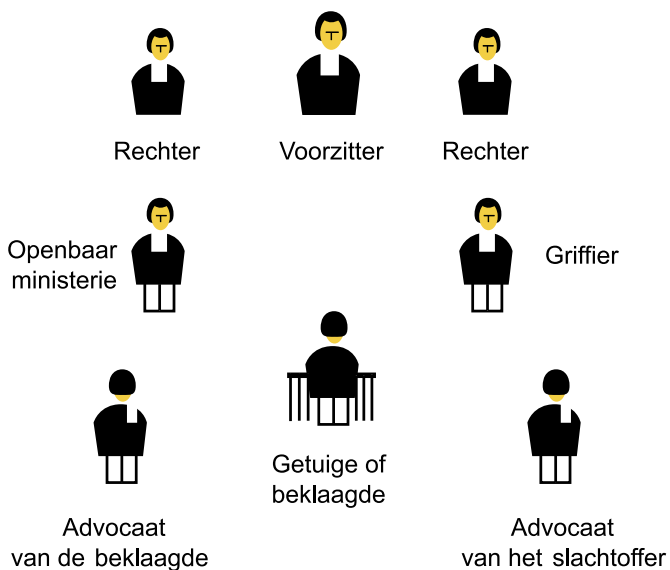 Rechter
Voorzitter
Rechter
Openbaar
ministerie
Griffier
Getuige of
beklaagde
Advocaat
van de beklaagde
Advocaat
van het slachtoffer